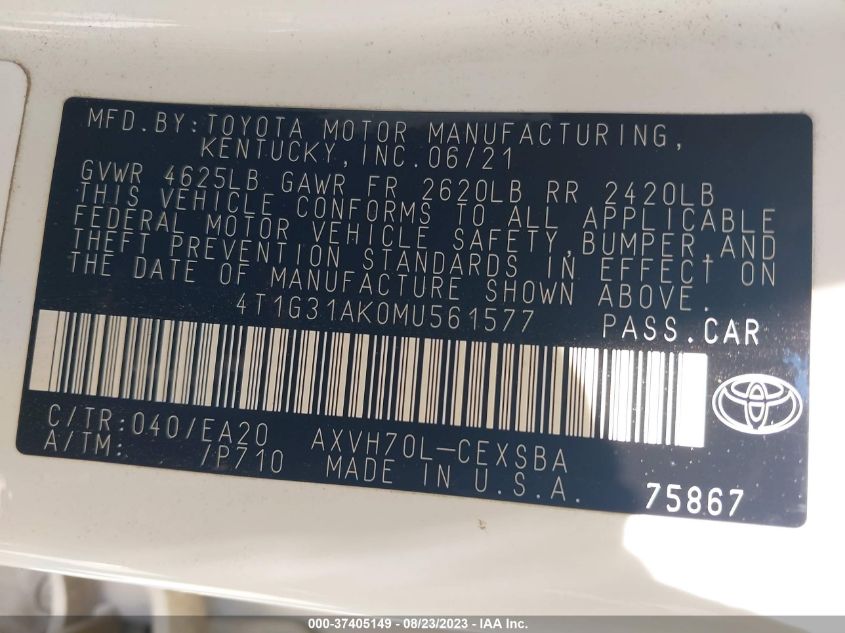 MFD.BY:TOYOTA MOTOR MANUFACTURING,
KENTUCKY, INC.06/21
GVWR 4625LB GAWR FR 2620LB RR 2420LB
THIS VEHICLE CONFORMS TO ALL APPLICABLE
FEDERAL MOTOR VEHICLE SAFETY,BUMPER,AND
THEFT PREVENTION STANDARDS IN EFFECT ON
THE DATE OF MANUFACTURE SHOWN ABOVE.
4T1G31AK0MU561577 PASS.CAR
C/TR:040/EA20 AXVH70L-CEXSBA
A/TM: /P710 MADE IN U.S.A.
75867
000-37405149 - 08/23/2023 - IAA Inc.